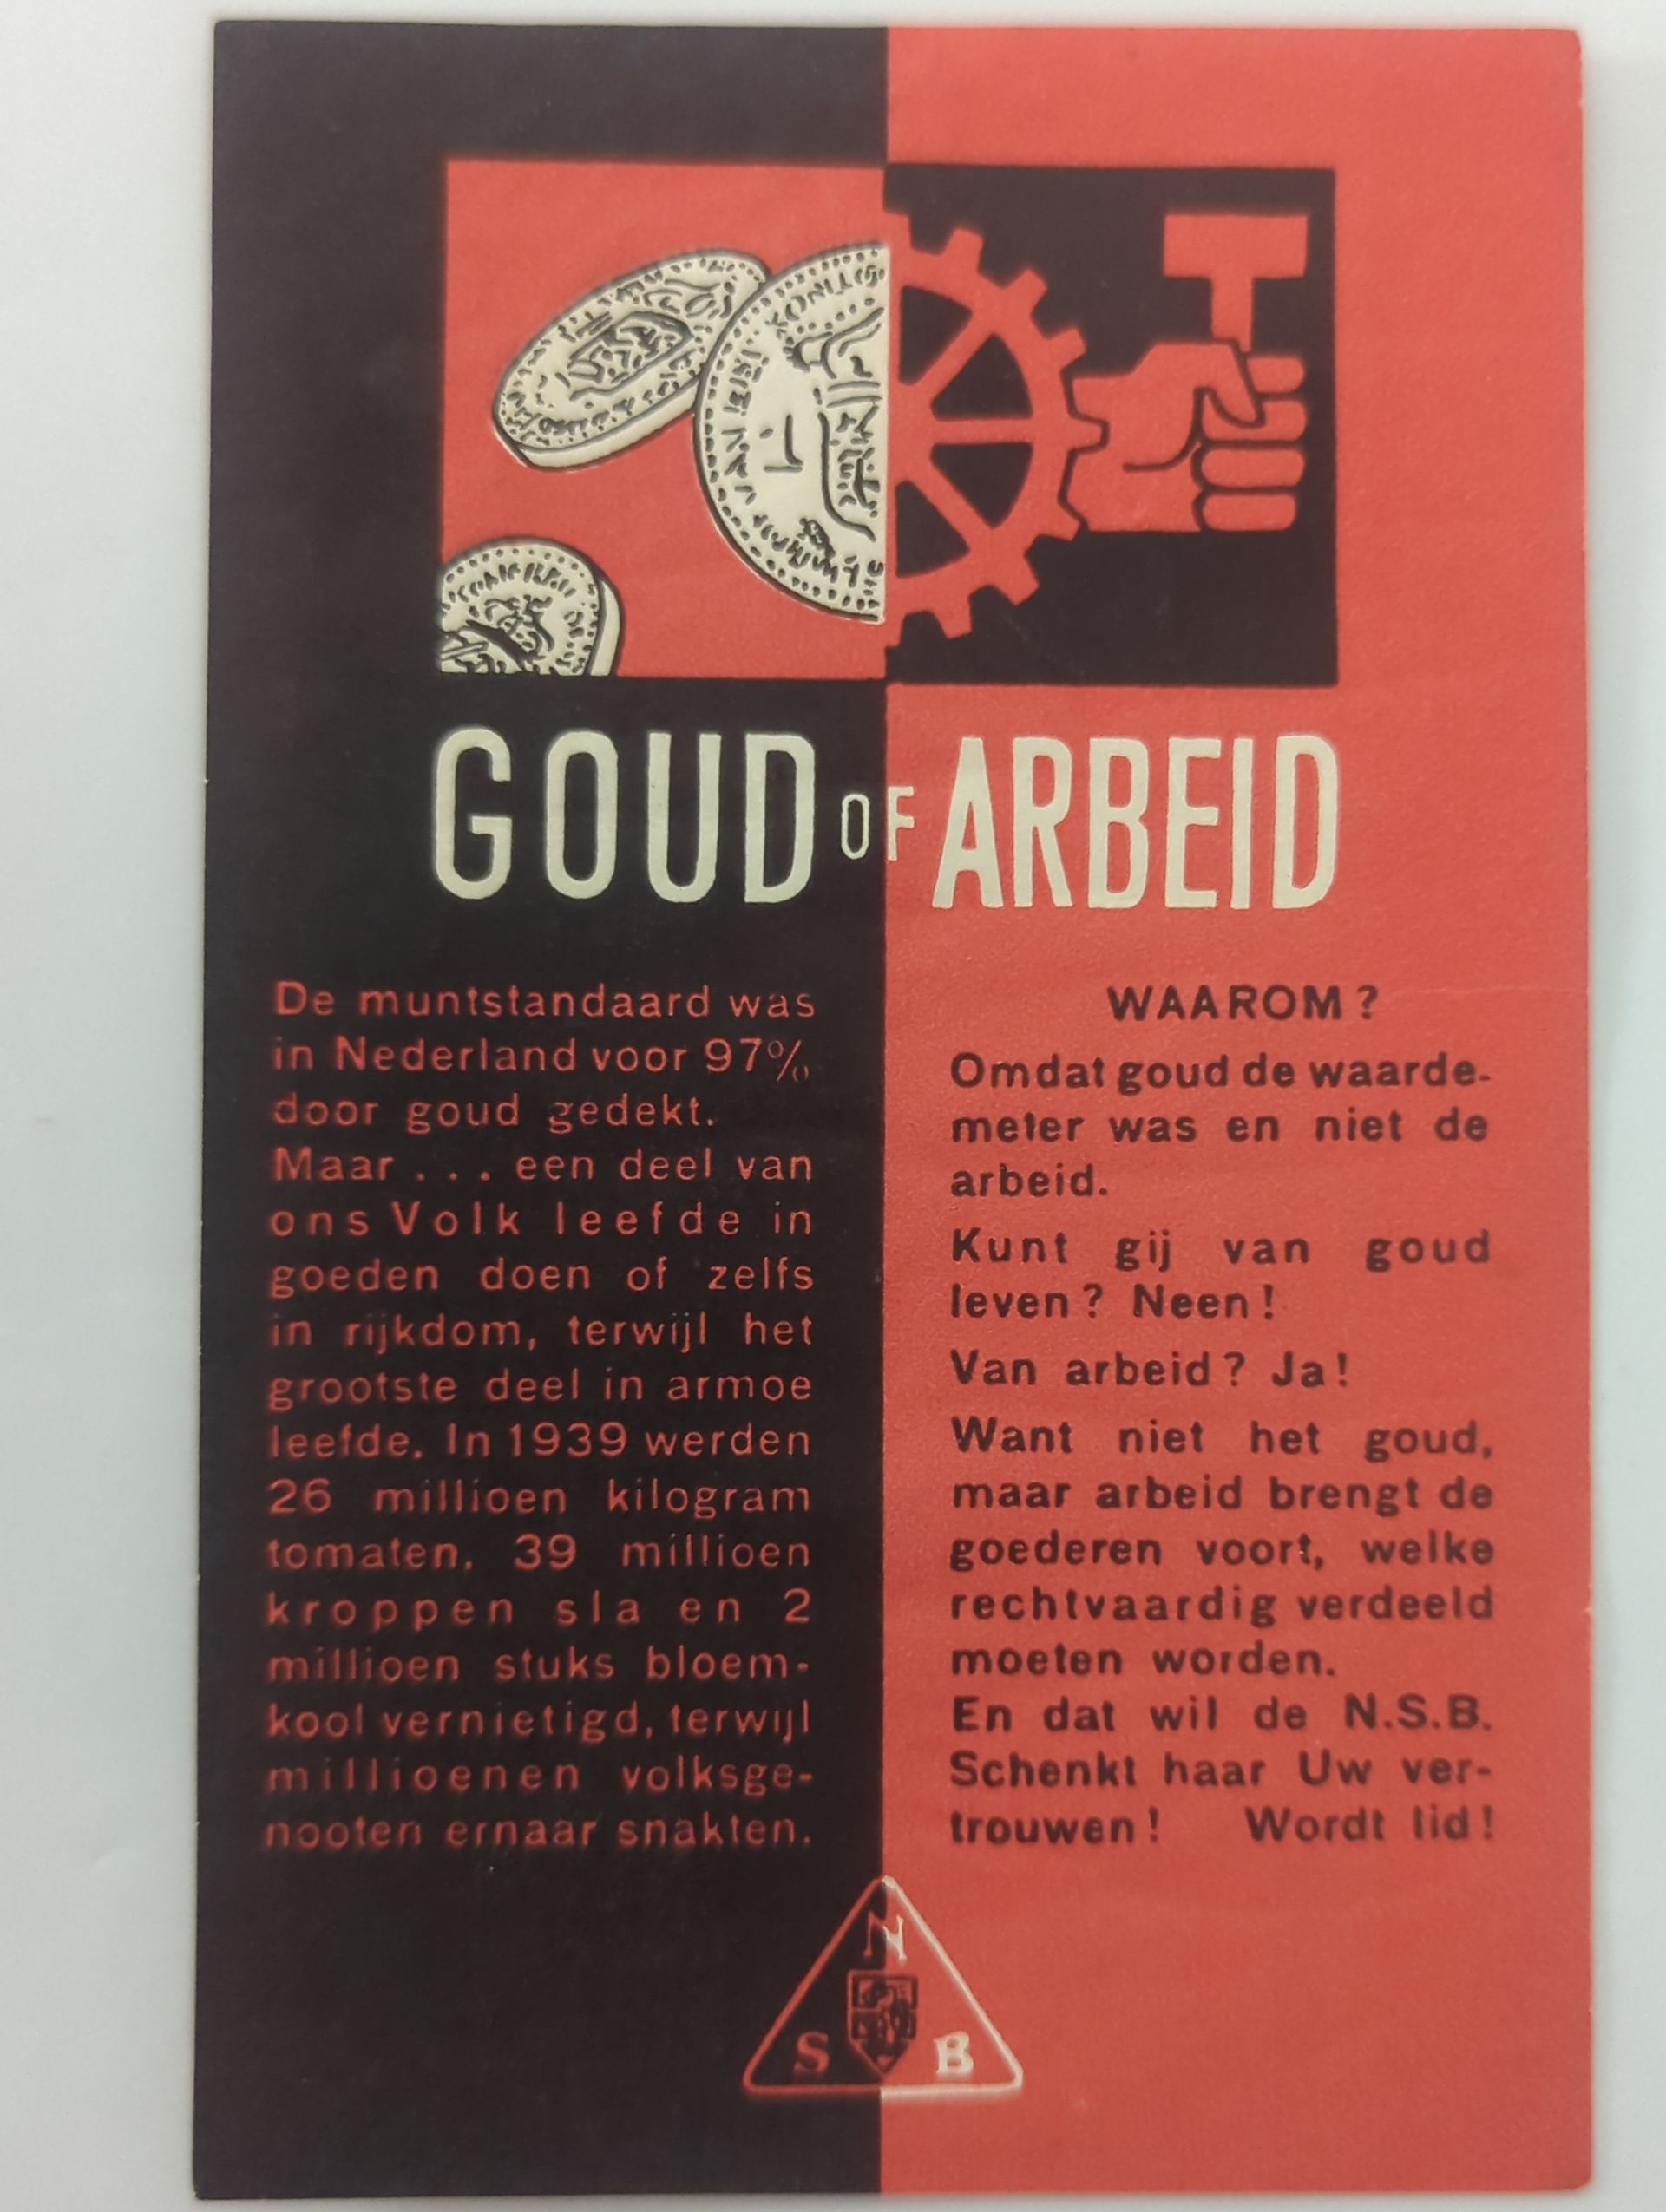 GOUD OF ARBEID
De muntstandaard was
in Nederland voor 97%
door goud gedekt.
Maar . . . een deel van
ons Volk leefde in
goeden doen of zelfs
in rijkdom, terwijl het
grootste deel in armoe
leefde. In 1939 werden
26 millioen kilogram
tomaten, 39 millioen
kroppen sla en 2
millioen stuks bloem-
kool vernietigd, terwijl
millioenen volksge-
nooten ernaar snakten.
WAAROM?
Omdat goud de waarde-
meter was en niet de
arbeid.
Kunt gij van goud
leven? Neen!
Van arbeid? Ja!
Want niet het goud,
maar arbeid brengt de
goederen voort, welke
rechtvaardig verdeeld
moeten worden.
En dat wil de N.S.B.
Schenkt haar Uw ver-
trouwen! Wordt lid!
N
S B